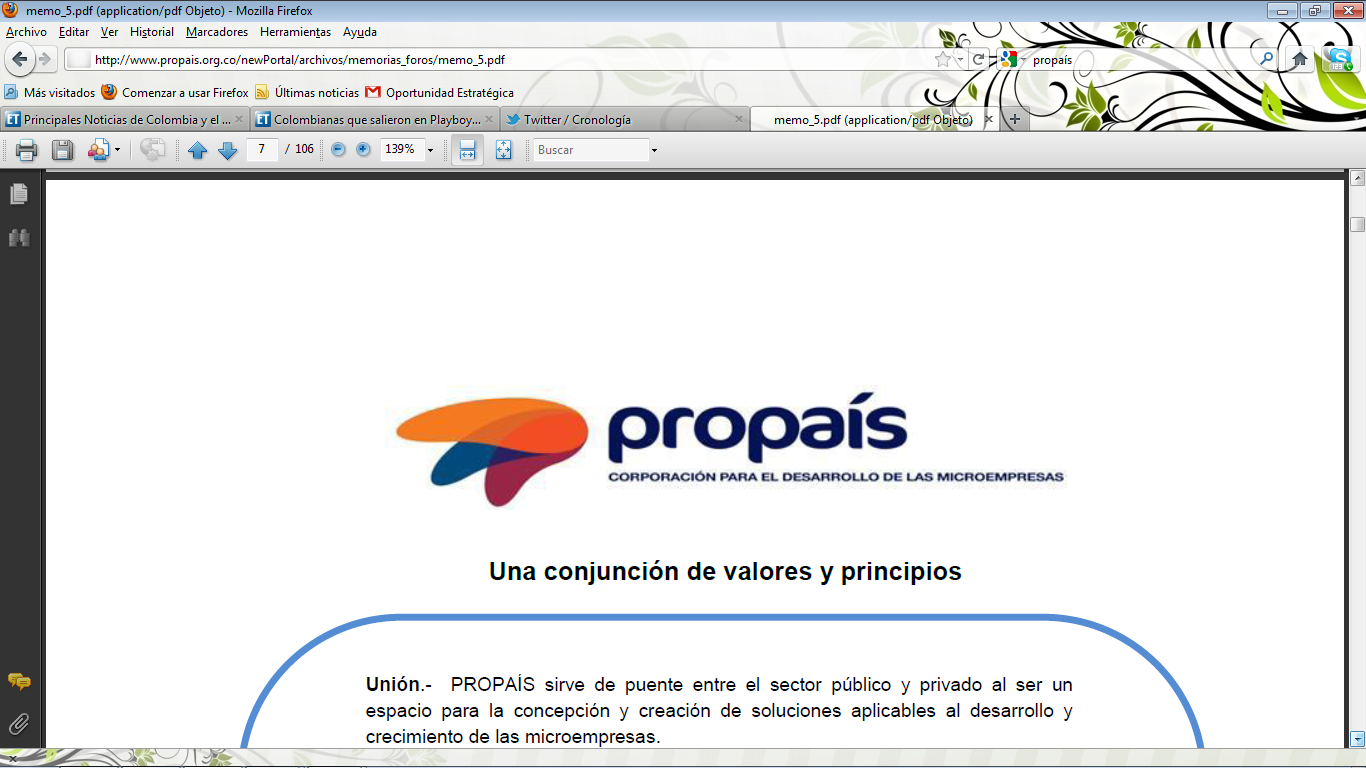 memo_5.pdf (application/pdf Objeto) - Mozilla Firefox
Archivo Editar Ver Historial Marcadores Herramientas Ayuda
http://www.propais.org.co/newPortal/archivos/memorias_foros/memo_5.pdf propaís
Más visitados Comenzar a usar Firefox Últimas noticias Oportunidad Estratégica
ET Principales Noticias de Colombia y el ... ET Colombianas que salieron en Playboy... Twitter / Cronología memo_5.pdf (application/pdf Objeto)
7 / 106 139% Buscar
propaís
CORPORACIÓN PARA EL DESARROLLO DE LAS MICROEMPRESAS
Una conjunción de valores y principios
Unión.- PROPAÍS sirve de puente entre el sector público y privado al ser un
espacio para la concepción y creación de soluciones aplicables al desarrollo y
crecimiento de las microempresas.